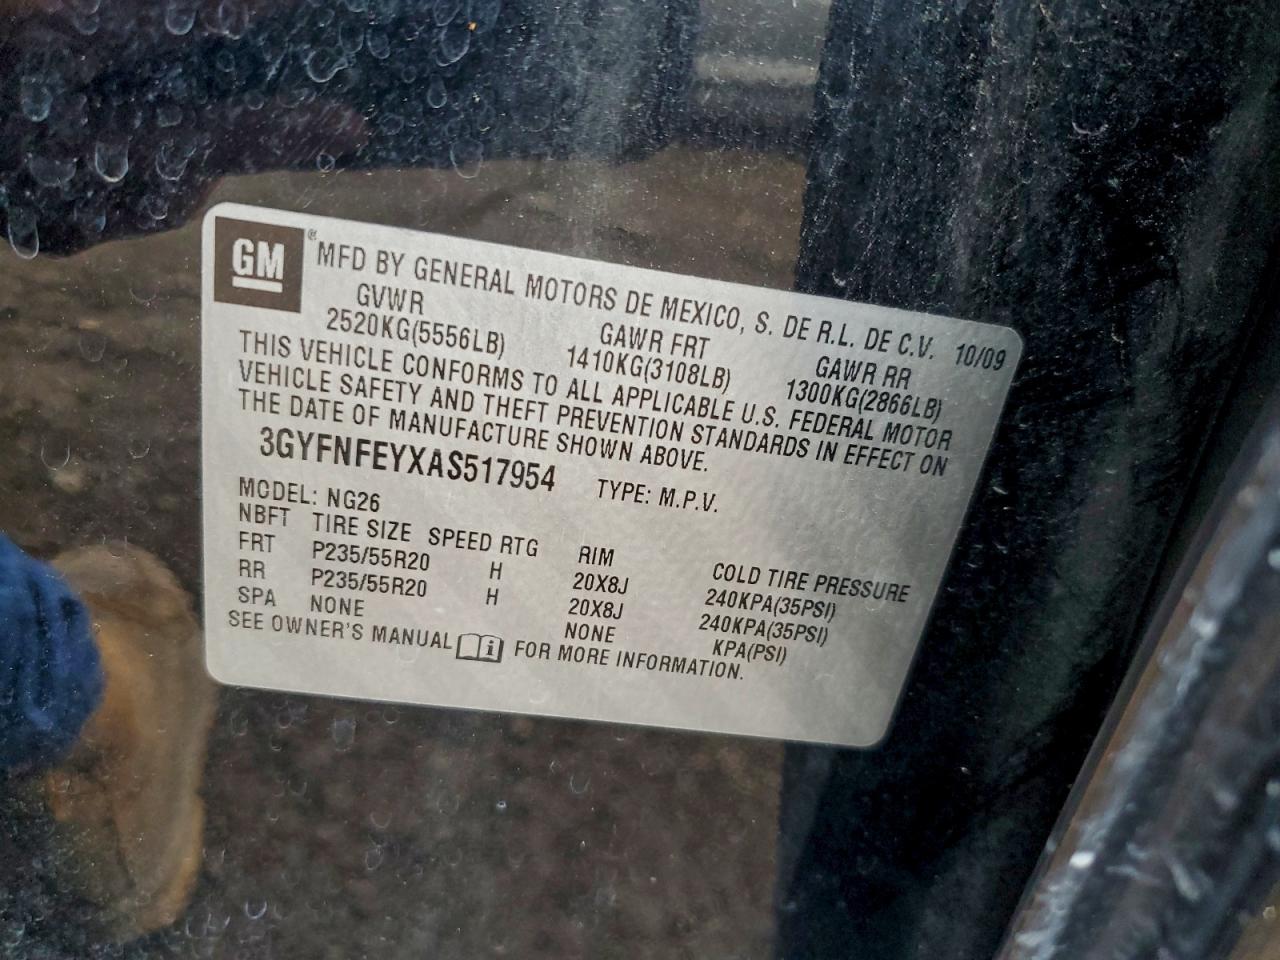 GM ® MFD BY GENERAL MOTORS DE MEXICO, S. DE R.L. DE C.V. 10/09
GVWR GAWR FRT GAWR RR
2520KG(5556LB) 1410KG(3108LB) 1300KG(2866LB)
THIS VEHICLE CONFORMS TO ALL APPLICABLE U.S. FEDERAL MOTOR
VEHICLE SAFETY AND THEFT PREVENTION STANDARDS IN EFFECT ON
THE DATE OF MANUFACTURE SHOWN ABOVE.
3GYFNFEYXAS517954 TYPE: M.P.V.
MODEL: NG26
NBFT TIRE SIZE SPEED RTG RIM COLD TIRE PRESSURE
FRT P235/55R20 H 20X8J 240KPA(35PSI)
RR P235/55R20 H 20X8J 240KPA(35PSI)
SPA NONE NONE KPA(PSI)
SEE OWNER'S MANUAL i FOR MORE INFORMATION.